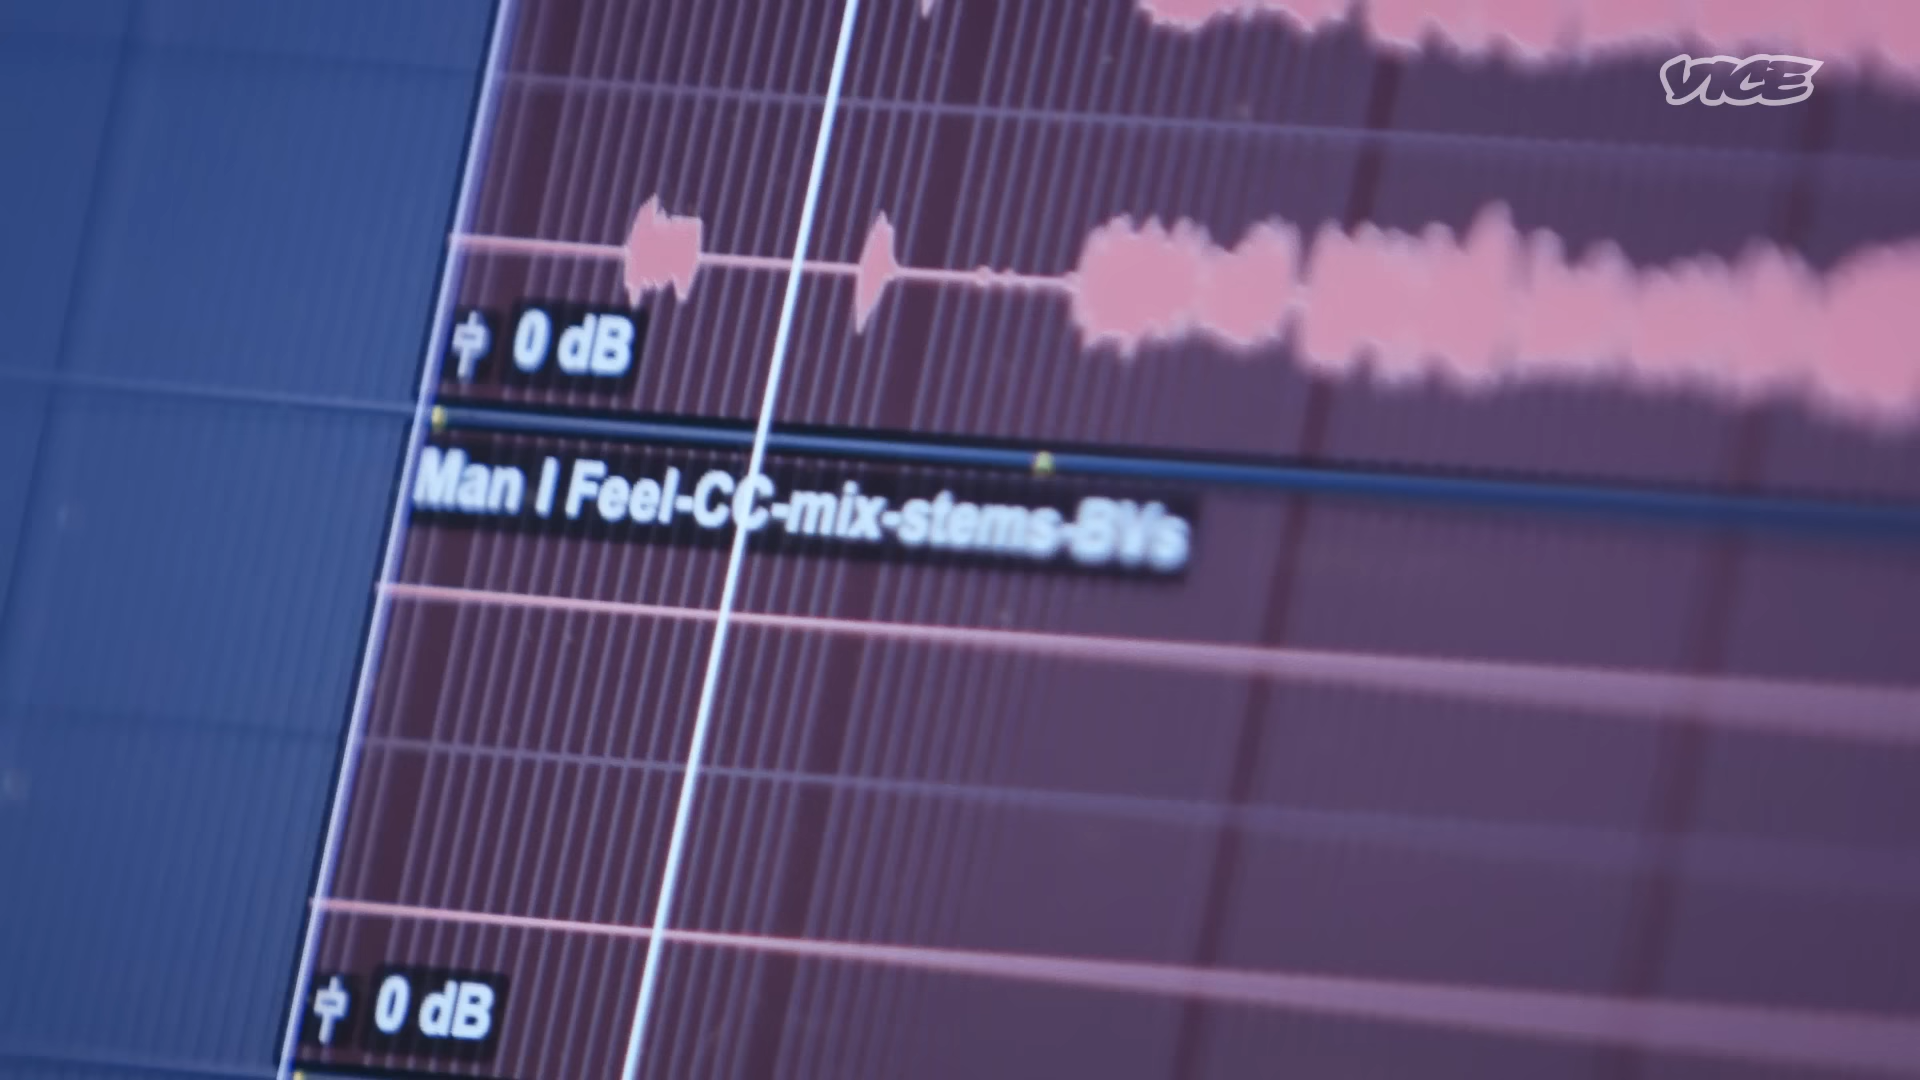 VICE
0 dB
Man I Feel-CC-mix-stems-BVs
0 dB